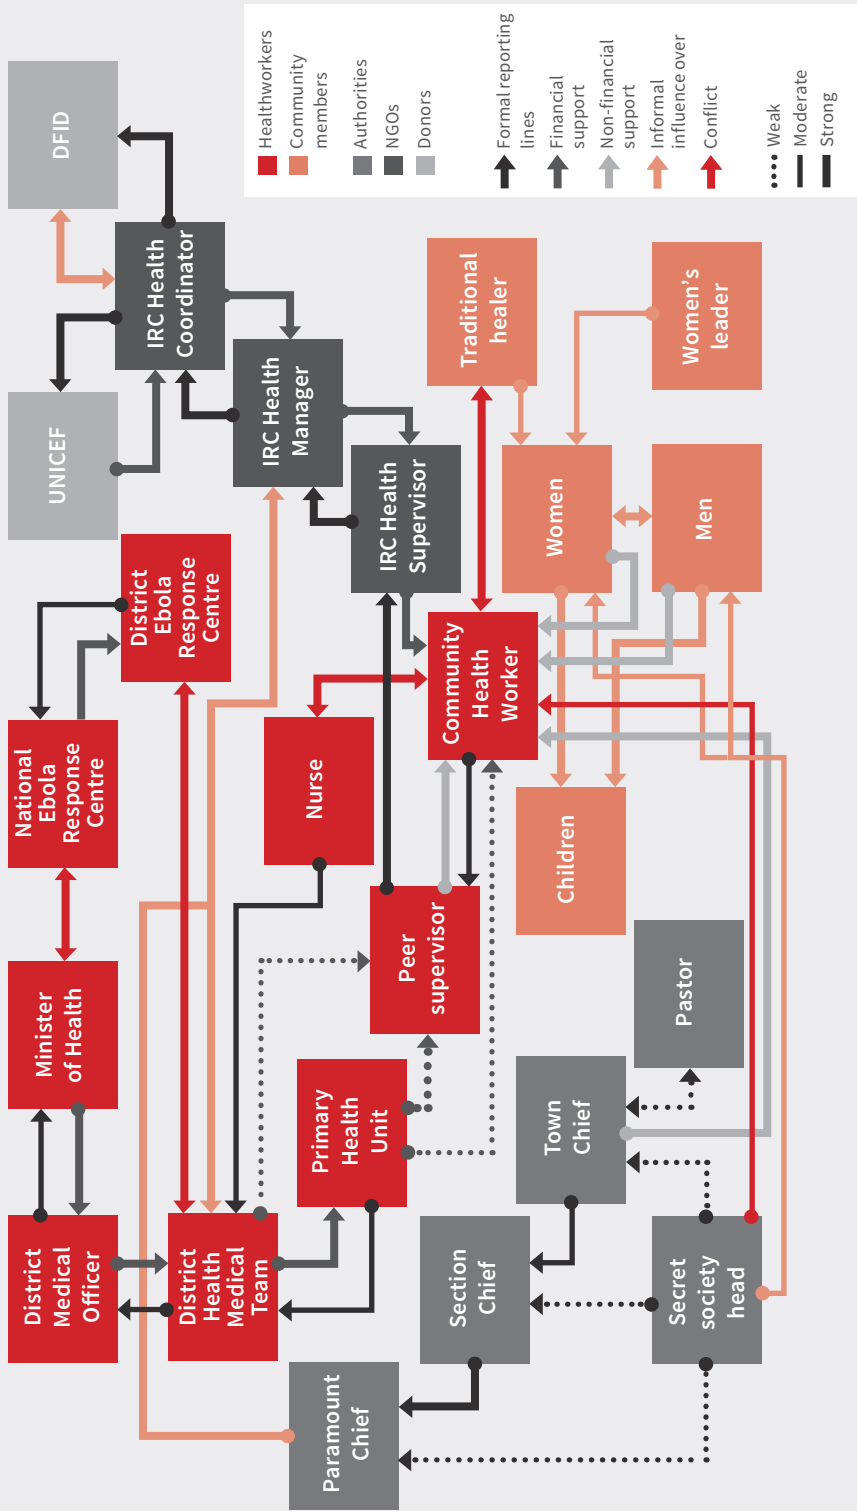 District
Medical
Officer
Minister
of Health
National
Ebola
Response
Centre
UNICEF
DFID
District
Health
Medical
Team
District
Ebola
Response
Centre
IRC Health
Coordinator
Paramount
Chief
Primary
Health
Unit
Nurse
IRC Health
Manager
Peer
supervisor
IRC Health
Supervisor
Section
Chief
Community
Health
Worker
Traditional
healer
Town
Chief
Children
Women
Secret
society
head
Pastor
Men
Women's
leader
Healthworkers
Community
members
Authorities
NGOs
Donors
Formal reporting
lines
Financial
support
Non-financial
support
Informal
influence over
Conflict
Weak
Moderate
Strong